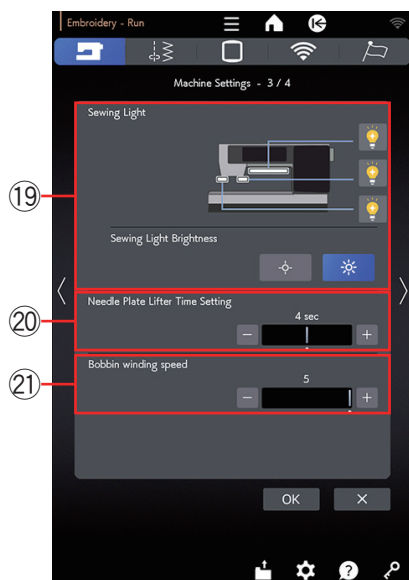 Embroidery - Run
Machine Settings - 3 / 4
Sewing Light
⑲
Sewing Light Brightness
Needle Plate Lifter Time Setting
⑳
4 sec
− +
Bobbin winding speed
㉑
5
− +
OK ×
?